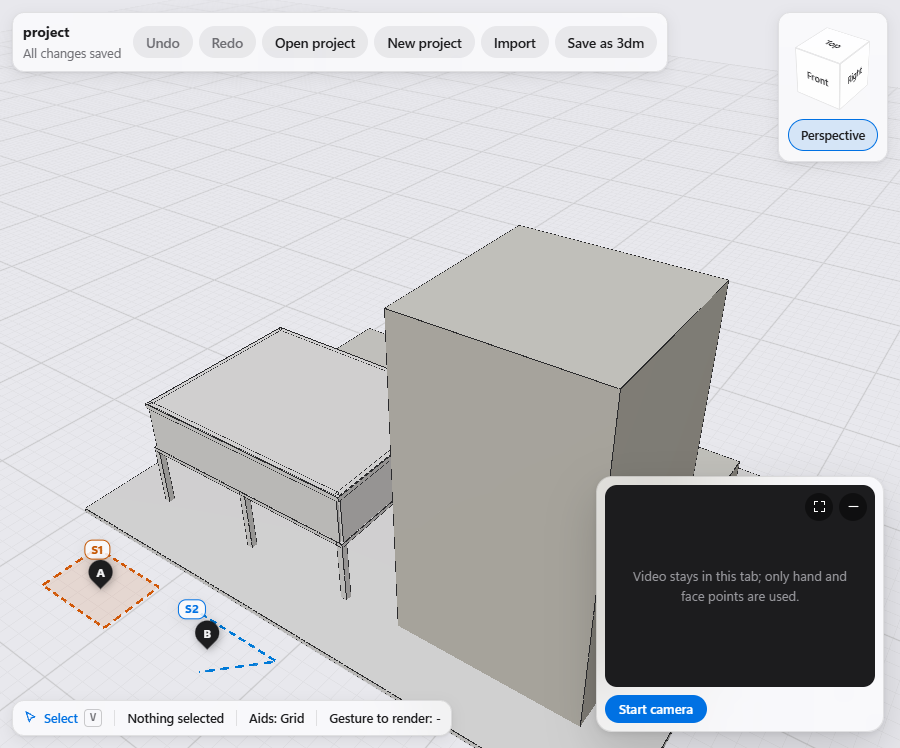 project
All changes saved
Undo
Redo
Open project
New project
Import
Save as 3dm
Top
Front
Right
Perspective
S1
A
S2
B
Video stays in this tab; only hand and
face points are used.
Start camera
Select
V
Nothing selected
Aids: Grid
Gesture to render: -